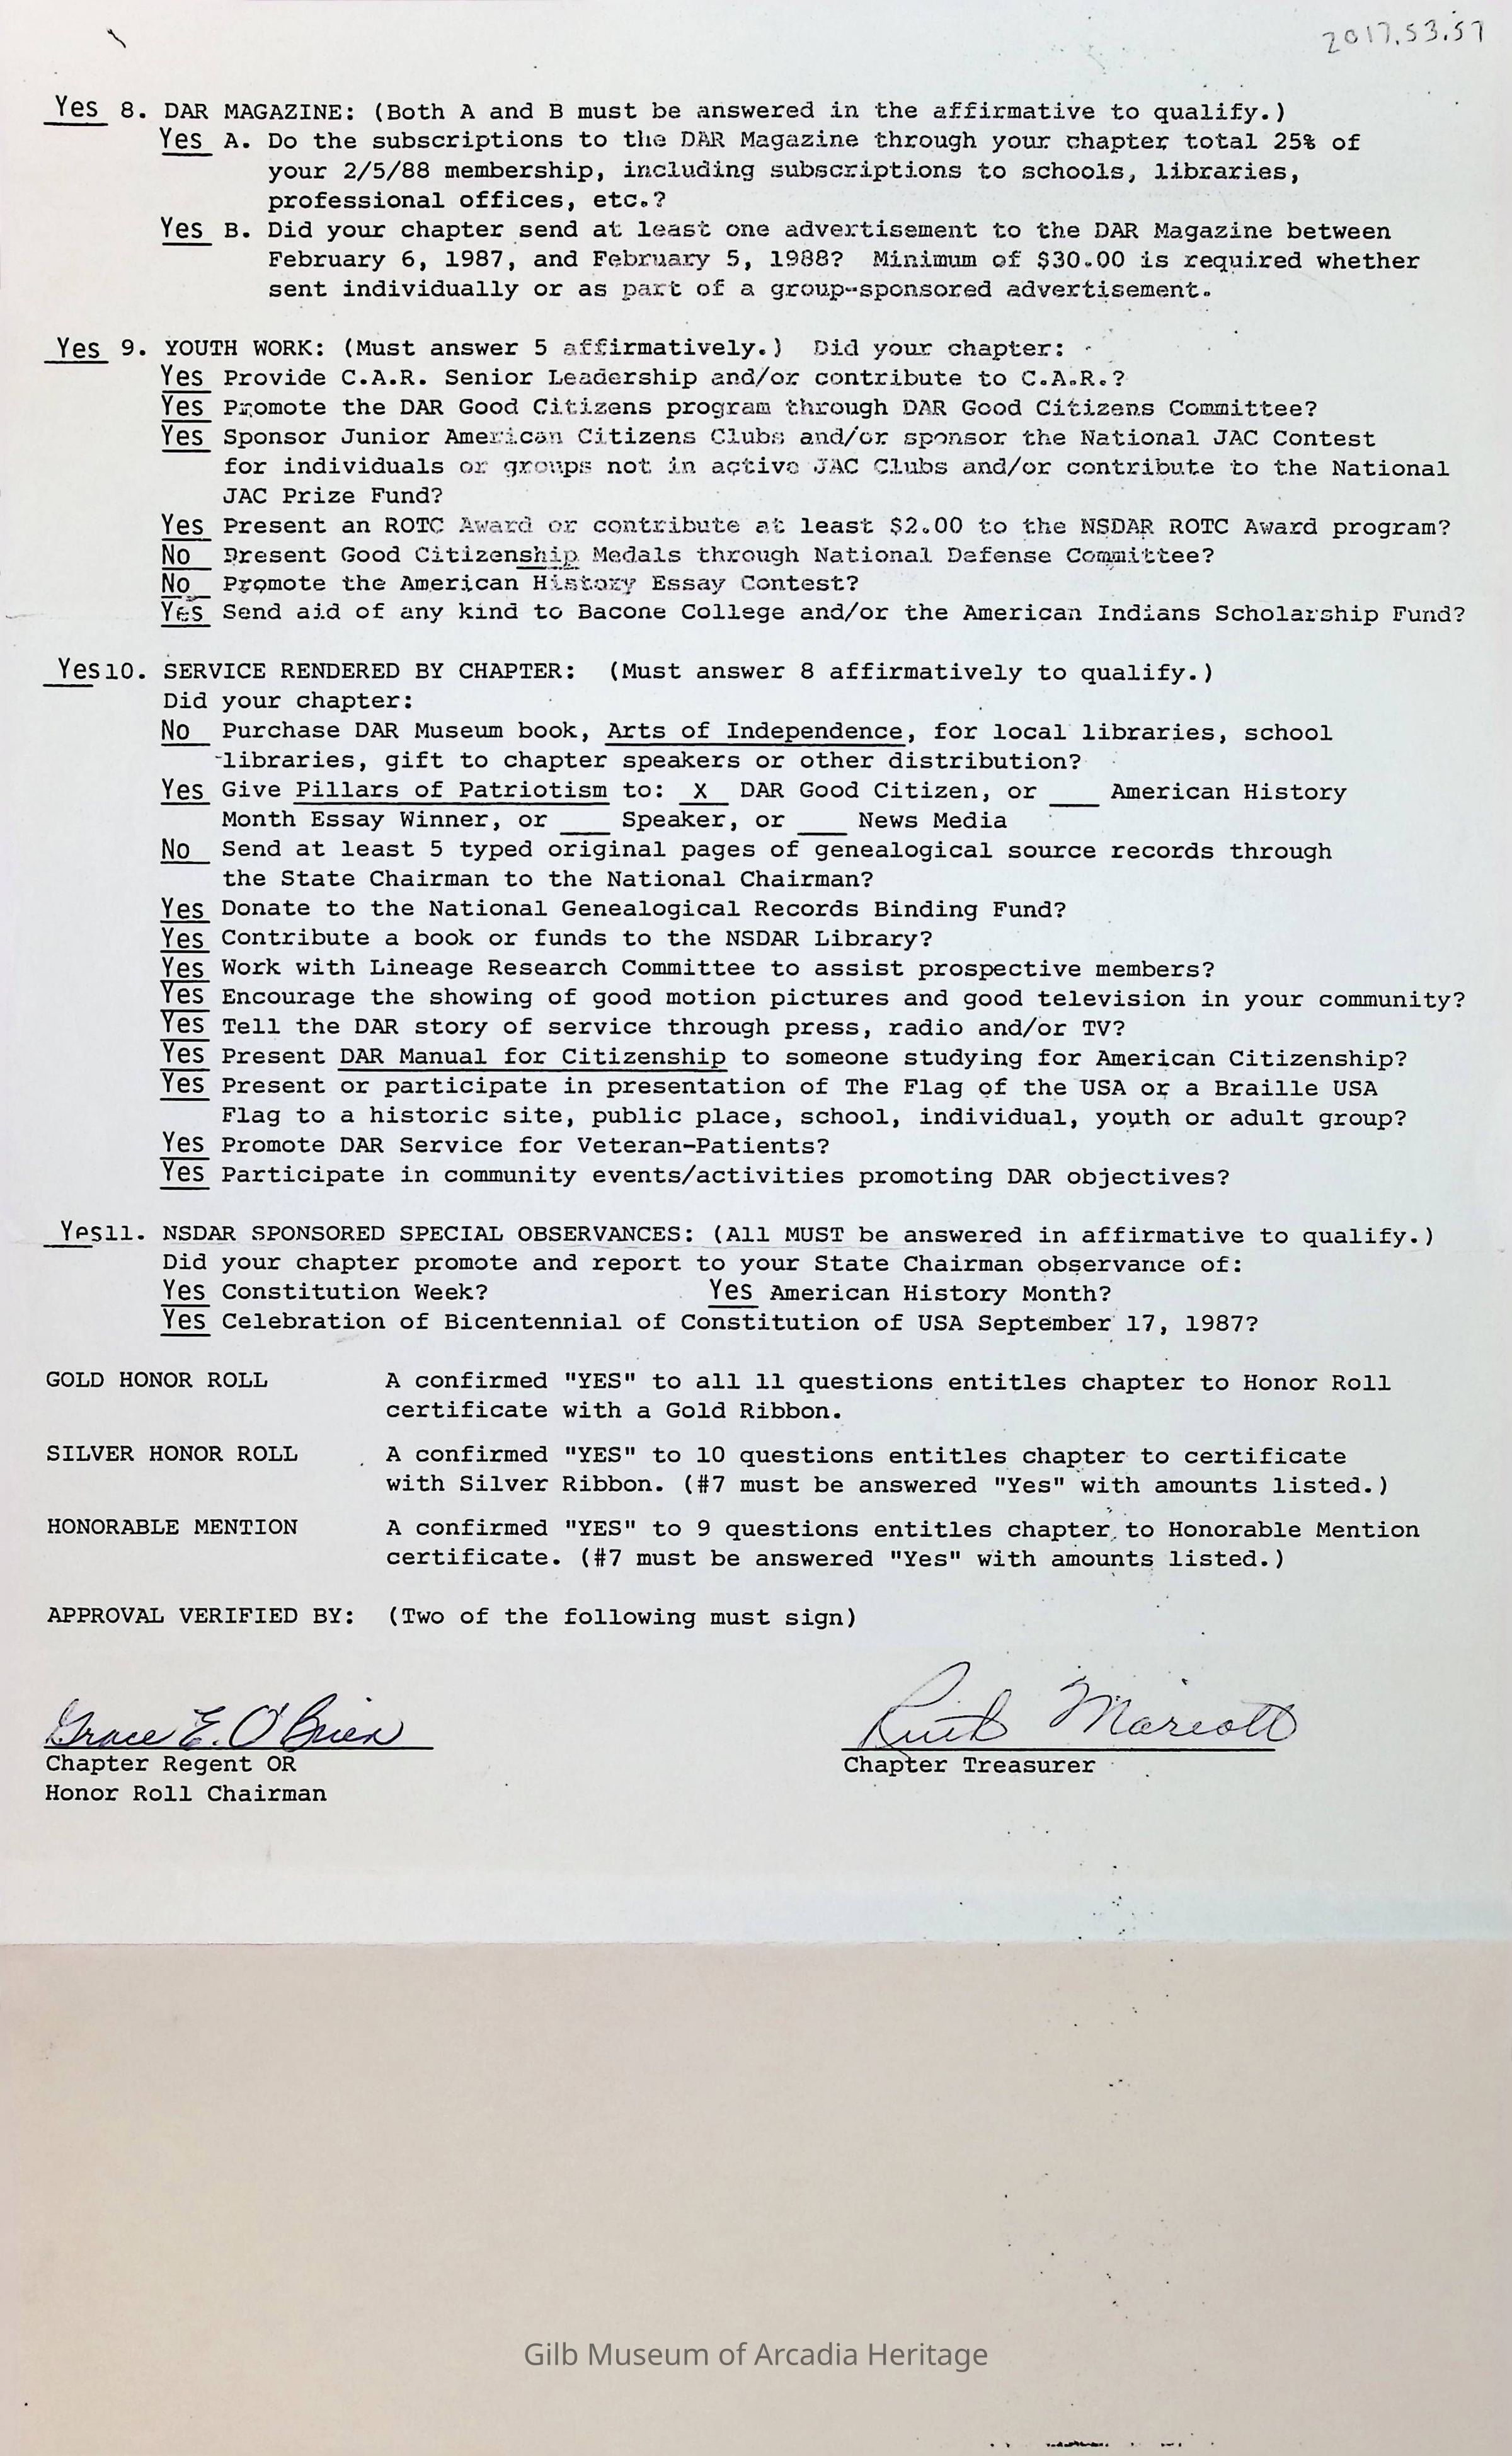 2017.53.57
Yes 8. DAR MAGAZINE: (Both A and B must be answered in the affirmative to qualify.)
Yes A. Do the subscriptions to the DAR Magazine through your chapter total 25% of
your 2/5/88 membership, including subscriptions to schools, libraries,
professional offices, etc.?
Yes B. Did your chapter send at least one advertisement to the DAR Magazine between
February 6, 1987, and February 5, 1988? Minimum of $30.00 is required whether
sent individually or as part of a group-sponsored advertisement.
Yes 9. YOUTH WORK: (Must answer 5 affirmatively.) Did your chapter:
Yes Provide C.A.R. Senior Leadership and/or contribute to C.A.R.?
Yes Promote the DAR Good Citizens program through DAR Good Citizens Committee?
Yes Sponsor Junior American Citizens Clubs and/or sponsor the National JAC Contest
for individuals or groups not in active JAC Clubs and/or contribute to the National
JAC Prize Fund?
Yes Present an ROTC Award or contribute at least $2.00 to the NSDAR ROTC Award program?
No Present Good Citizenship Medals through National Defense Committee?
No Promote the American History Essay Contest?
Yes Send aid of any kind to Bacone College and/or the American Indians Scholarship Fund?
Yes 10. SERVICE RENDERED BY CHAPTER: (Must answer 8 affirmatively to qualify.)
Did your chapter:
No Purchase DAR Museum book, Arts of Independence, for local libraries, school
libraries, gift to chapter speakers or other distribution?
Yes Give Pillars of Patriotism to: X DAR Good Citizen, or ___ American History
Month Essay Winner, or ___ Speaker, or ___ News Media
No Send at least 5 typed original pages of genealogical source records through
the State Chairman to the National Chairman?
Yes Donate to the National Genealogical Records Binding Fund?
Yes Contribute a book or funds to the NSDAR Library?
Yes Work with Lineage Research Committee to assist prospective members?
Yes Encourage the showing of good motion pictures and good television in your community?
Yes Tell the DAR story of service through press, radio and/or TV?
Yes Present DAR Manual for Citizenship to someone studying for American Citizenship?
Yes Present or participate in presentation of The Flag of the USA or a Braille USA
Flag to a historic site, public place, school, individual, youth or adult group?
Yes Promote DAR Service for Veteran-Patients?
Yes Participate in community events/activities promoting DAR objectives?
Yes 11. NSDAR SPONSORED SPECIAL OBSERVANCES: (All MUST be answered in affirmative to qualify.)
Did your chapter promote and report to your State Chairman observance of:
Yes Constitution Week? Yes American History Month?
Yes Celebration of Bicentennial of Constitution of USA September 17, 1987?
GOLD HONOR ROLL A confirmed "YES" to all 11 questions entitles chapter to Honor Roll
certificate with a Gold Ribbon.
SILVER HONOR ROLL A confirmed "YES" to 10 questions entitles chapter to certificate
with Silver Ribbon. (#7 must be answered "Yes" with amounts listed.)
HONORABLE MENTION A confirmed "YES" to 9 questions entitles chapter to Honorable Mention
certificate. (#7 must be answered "Yes" with amounts listed.)
APPROVAL VERIFIED BY: (Two of the following must sign)
Grace E. O'Brien Ruth Mariott
Chapter Regent OR Chapter Treasurer
Honor Roll Chairman
Gilb Museum of Arcadia Heritage